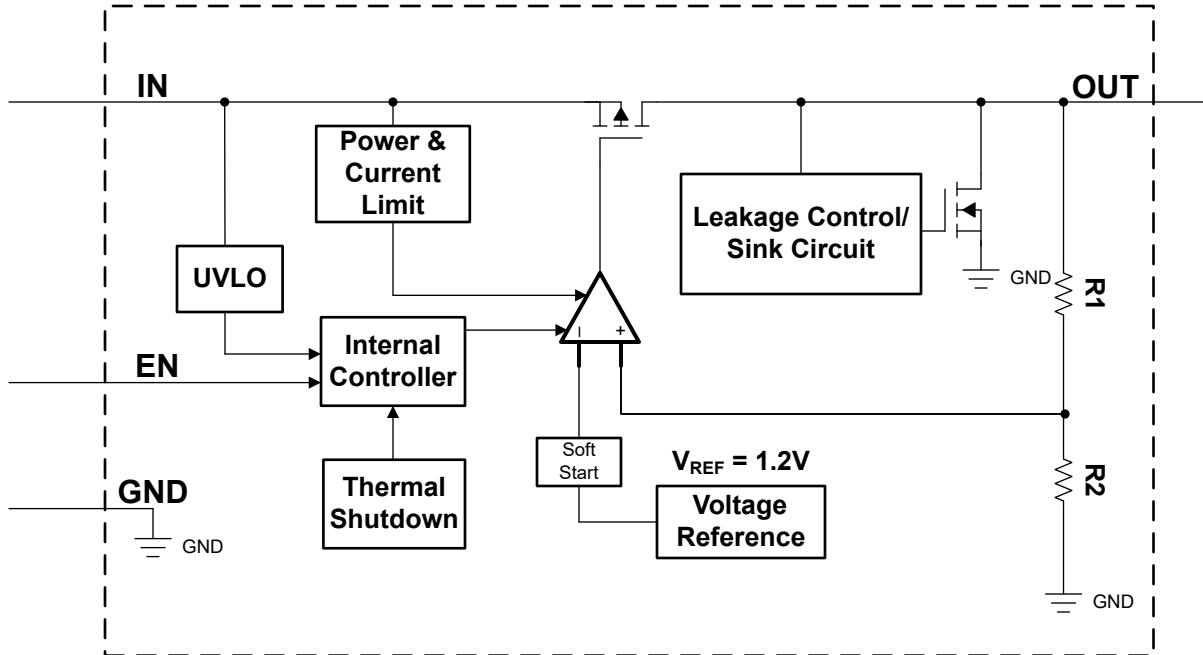 IN
OUT
Power &
Current
Limit
Leakage Control/
Sink Circuit
GND
R1
UVLO
Internal
Controller
EN
Soft
Start
V_REF = 1.2V
R2
GND
Thermal
Shutdown
Voltage
Reference
GND
GND
− +